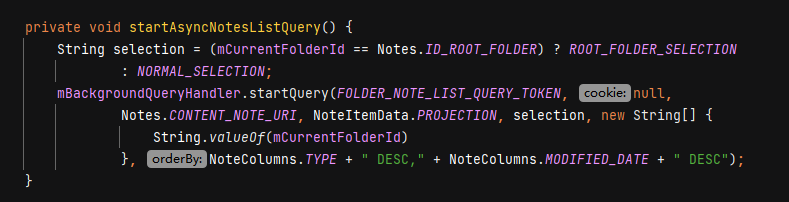 private void startAsyncNotesListQuery() {
String selection = (mCurrentFolderId == Notes.ID_ROOT_FOLDER) ? ROOT_FOLDER_SELECTION
: NORMAL_SELECTION;
mBackgroundQueryHandler.startQuery(FOLDER_NOTE_LIST_QUERY_TOKEN, cookie: null,
Notes.CONTENT_NOTE_URI, NoteItemData.PROJECTION, selection, new String[] {
String.valueOf(mCurrentFolderId)
}, orderBy: NoteColumns.TYPE + " DESC," + NoteColumns.MODIFIED_DATE + " DESC");
}